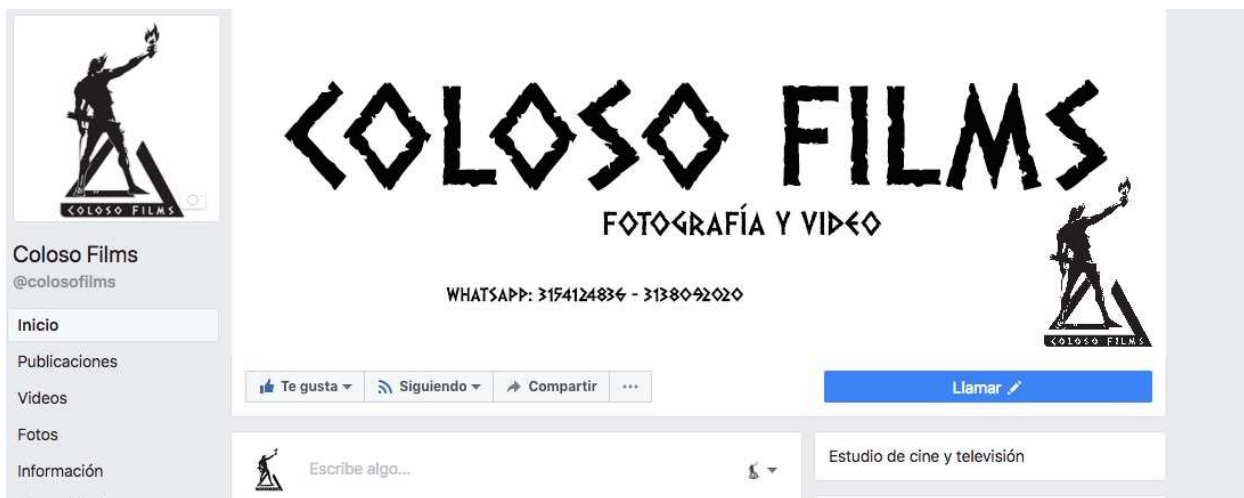 COLOSO FILMS
Coloso Films
@colosofilms
Inicio
Publicaciones
Videos
Fotos
Información
COLOSO FILMS
FOTOGRAFÍA Y VIDEO
WHATSAPP: 3154124836 - 3138092020
COLOSO FILMS
Te gusta
Siguiendo
Compartir
...
Llamar
Escribe algo...
Estudio de cine y televisión